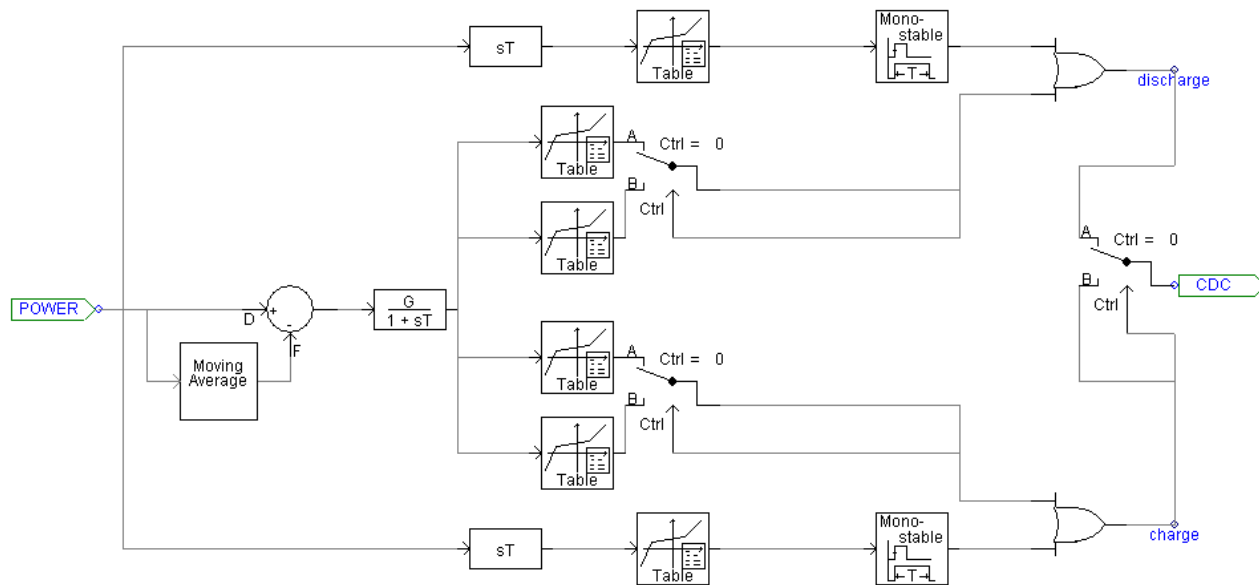 sT
Table
Mono-
stable
T
discharge
Table
A
Ctrl = 0
B
Ctrl
Table
A
Ctrl = 0
B
Ctrl
CDC
POWER
D
+
-
F
G
1 + sT
Moving
Average
Table
A
Ctrl = 0
B
Ctrl
Table
sT
Table
Mono-
stable
T
charge